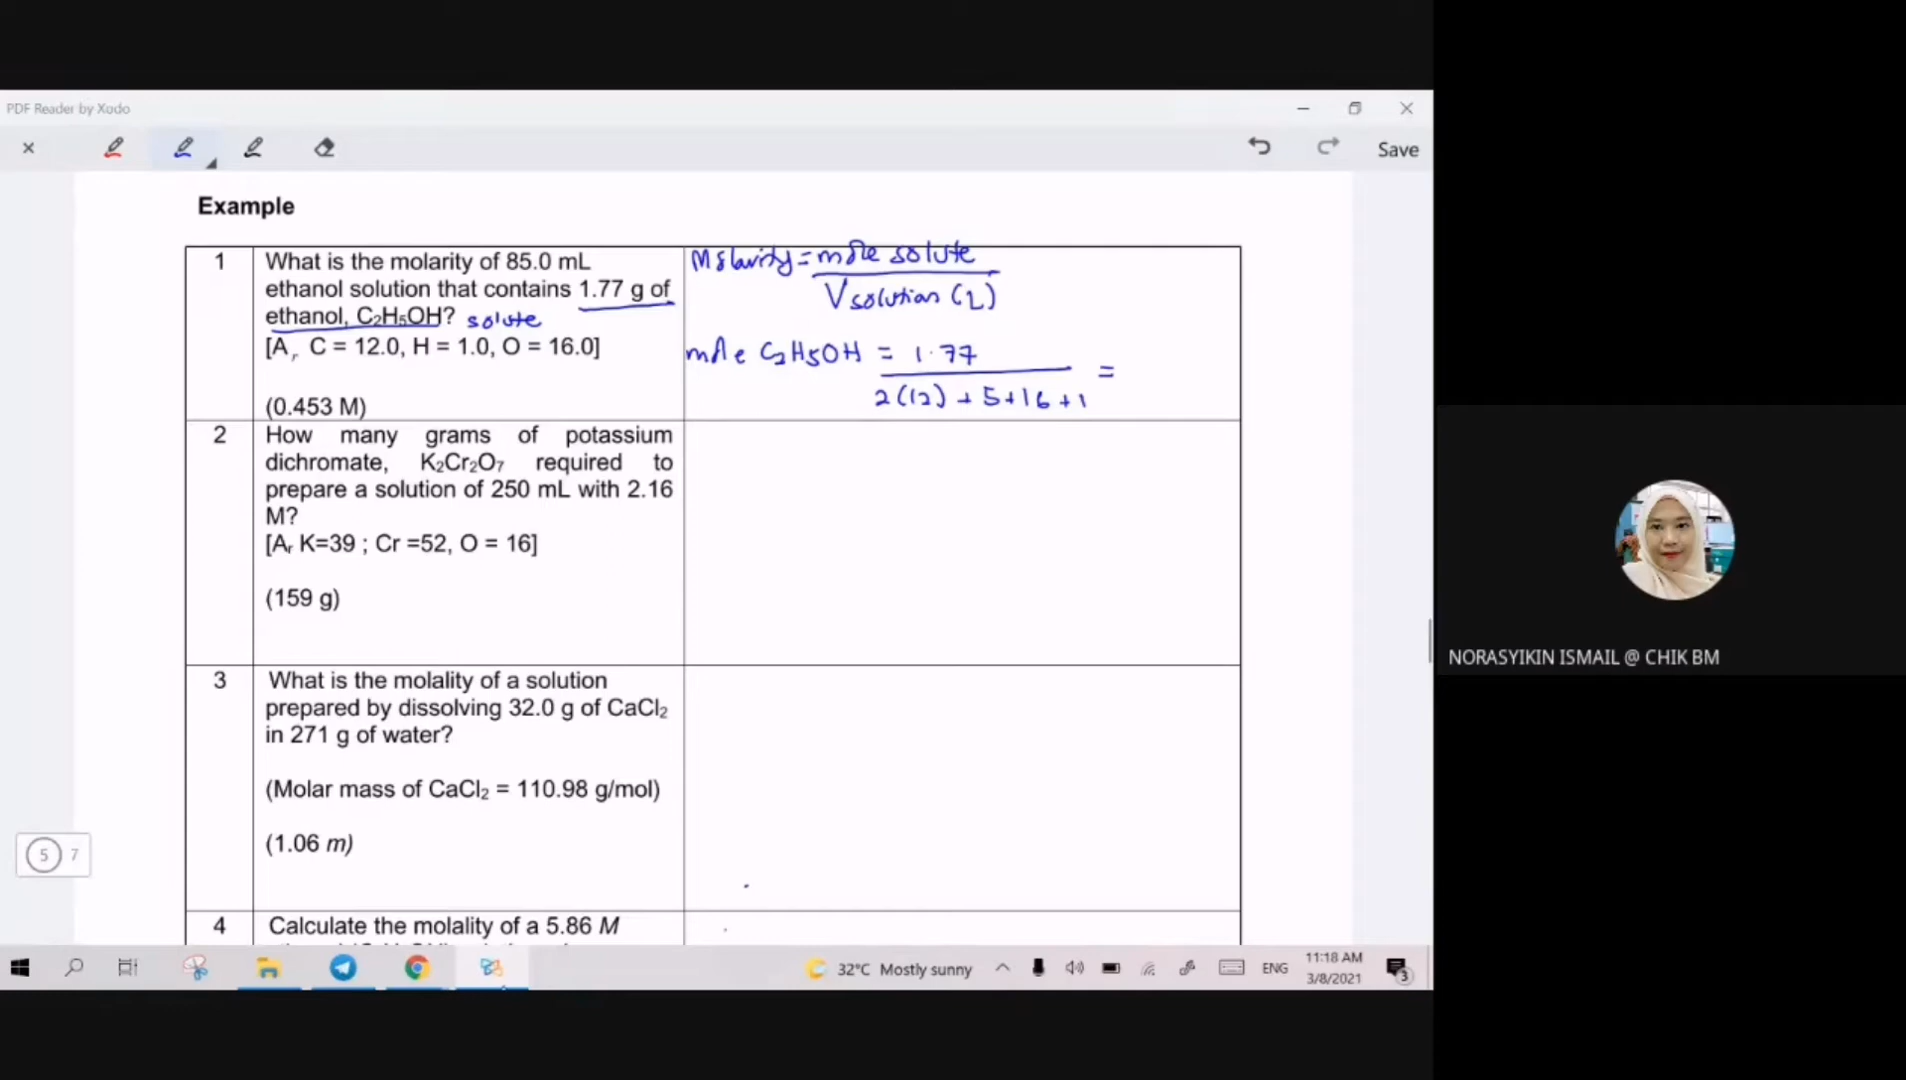 PDF Reader by Xodo
Save
Example
1
What is the molarity of 85.0 mL
ethanol solution that contains 1.77 g of
ethanol, C₂H₅OH? solute
[Aᵣ C = 12.0, H = 1.0, O = 16.0]
(0.453 M)
Molarity = mole solute
V solution (L)
mole C₂H₅OH = 1.77 =
2(12) + 5 + 16 + 1
2
How many grams of potassium
dichromate, K₂Cr₂O₇ required to
prepare a solution of 250 mL with 2.16
M?
[Aᵣ K=39 ; Cr =52, O = 16]
(159 g)
3
What is the molality of a solution
prepared by dissolving 32.0 g of CaCl₂
in 271 g of water?
(Molar mass of CaCl₂ = 110.98 g/mol)
(1.06 m)
4
Calculate the molality of a 5.86 M
5 7
NORASYIKIN ISMAIL @ CHIK BM
32°C Mostly sunny
ENG
11:18 AM
3/8/2021
3